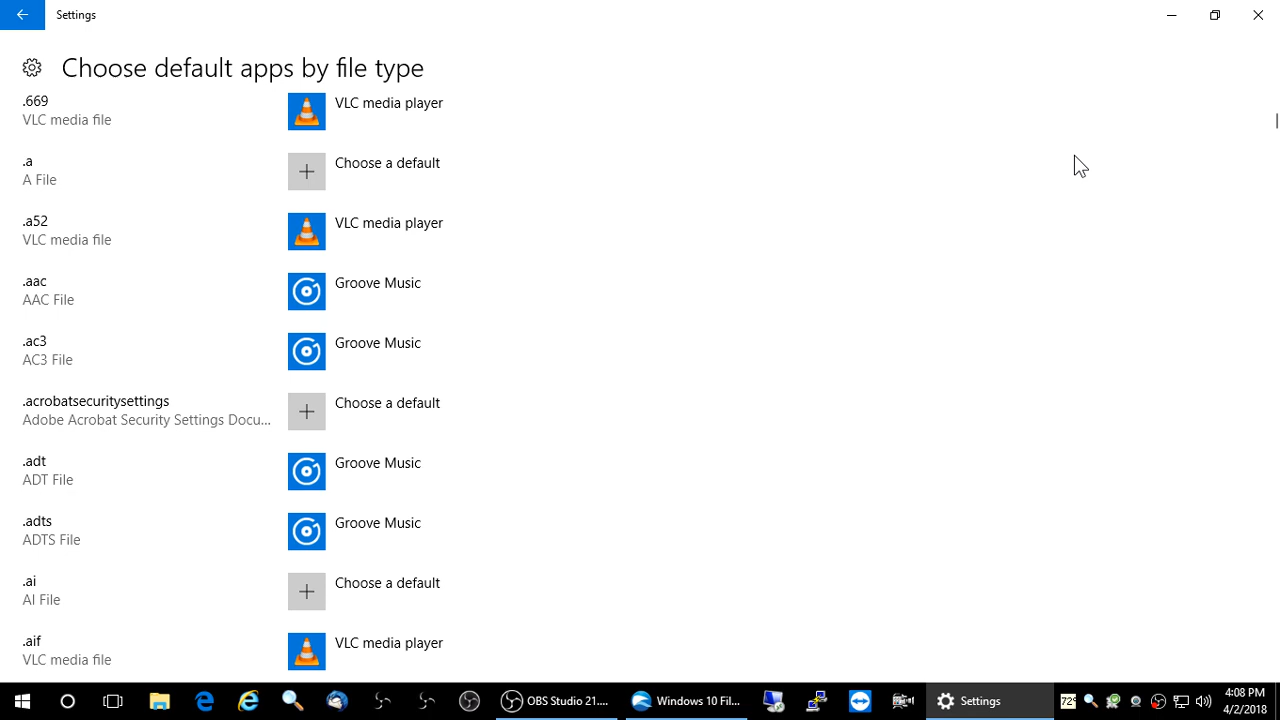 Settings
Choose default apps by file type
.669
VLC media file
VLC media player
.a
A File
Choose a default
.a52
VLC media file
VLC media player
.aac
AAC File
Groove Music
.ac3
AC3 File
Groove Music
.acrobatsecuritysettings
Adobe Acrobat Security Settings Docu...
Choose a default
.adt
ADT File
Groove Music
.adts
ADTS File
Groove Music
.ai
AI File
Choose a default
.aif
VLC media file
VLC media player
OBS Studio 21....
Windows 10 Fil...
Settings
72°
4:08 PM
4/2/2018